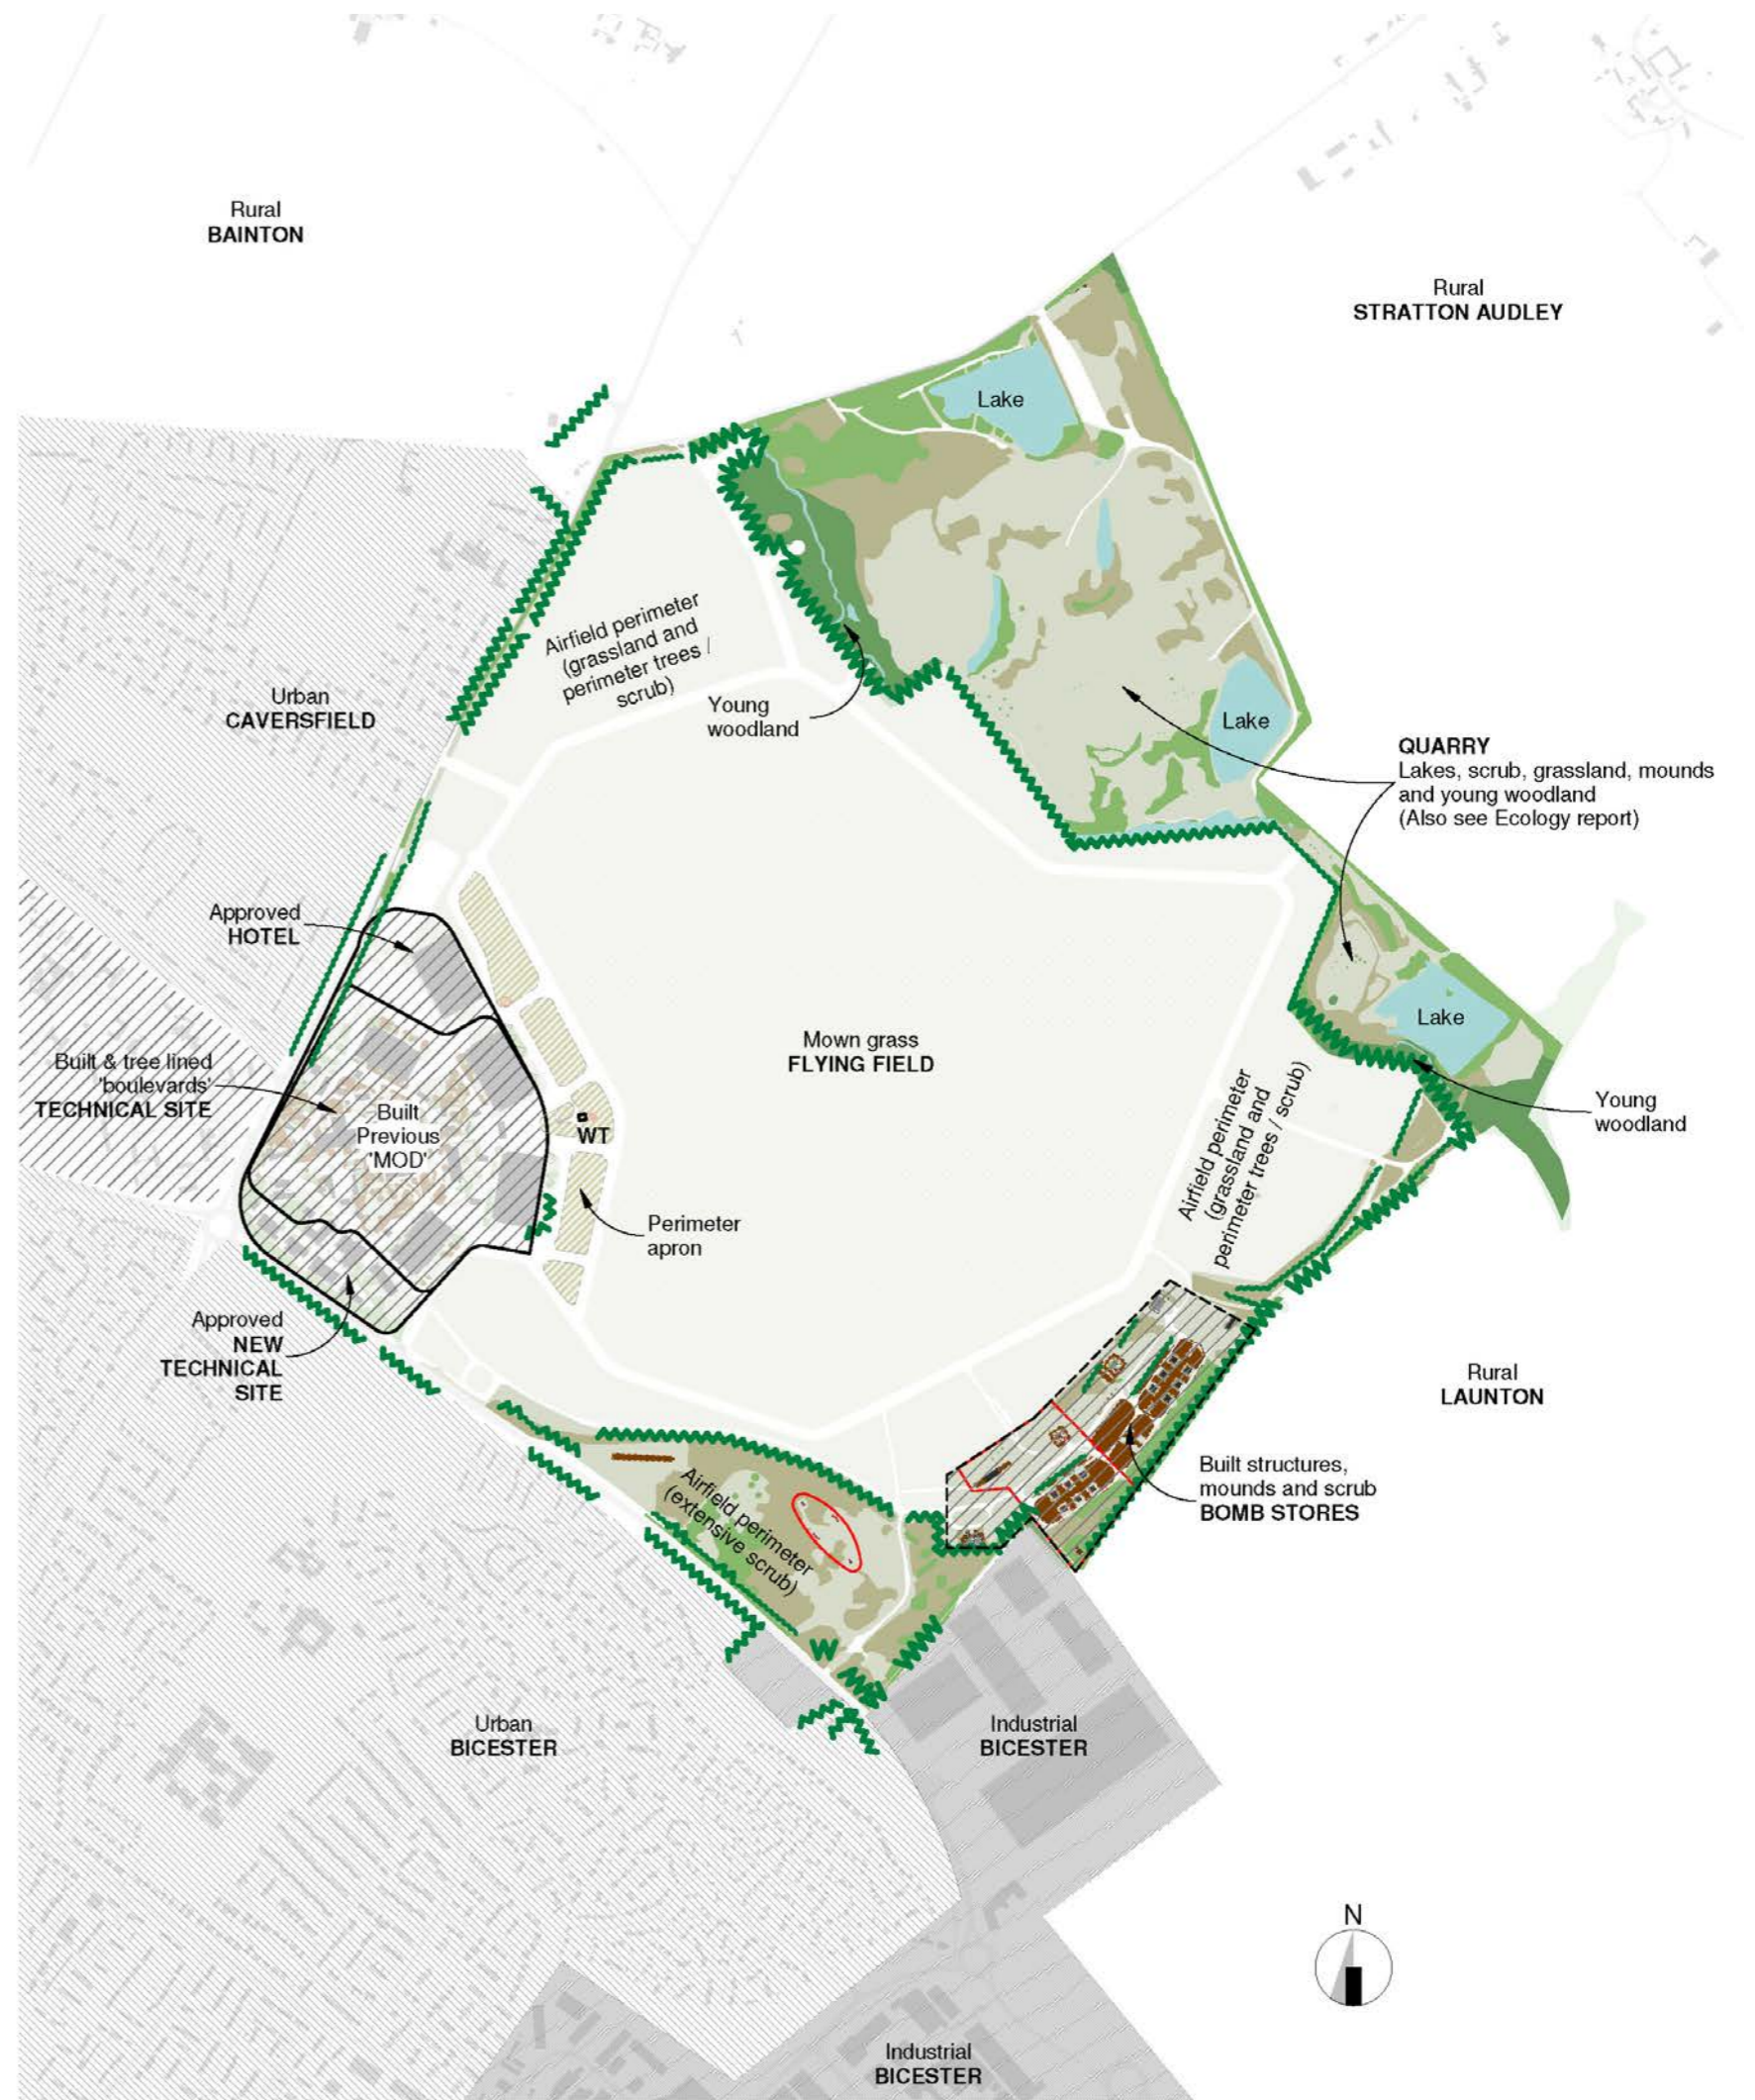 Rural
BAINTON
Rural
STRATTON AUDLEY
Lake
Airfield perimeter
(grassland and
perimeter trees /
scrub)
Urban
CAVERSFIELD
Young
woodland
Lake
QUARRY
Lakes, scrub, grassland, mounds
and young woodland
(Also see Ecology report)
Approved
HOTEL
Lake
Mown grass
FLYING FIELD
Built & tree lined
'boulevards'
TECHNICAL SITE
Built
Previous
'MOD'
WT
Airfield perimeter
(grassland and
perimeter trees / scrub)
Young
woodland
Perimeter
apron
Approved
NEW
TECHNICAL
SITE
Rural
LAUNTON
Built structures,
mounds and scrub
BOMB STORES
Airfield perimeter
(extensive scrub)
Urban
BICESTER
Industrial
BICESTER
N
Industrial
BICESTER